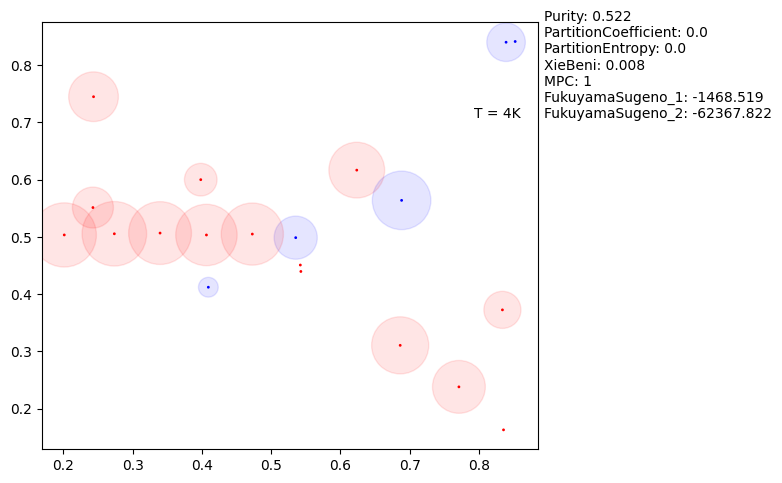 Purity: 0.522
PartitionCoefficient: 0.0
PartitionEntropy: 0.0
XieBeni: 0.008
MPC: 1
FukuyamaSugeno_1: -1468.519
FukuyamaSugeno_2: -62367.822
T = 4K
0.8
0.7
0.6
0.5
0.4
0.3
0.2
0.2 0.3 0.4 0.5 0.6 0.7 0.8